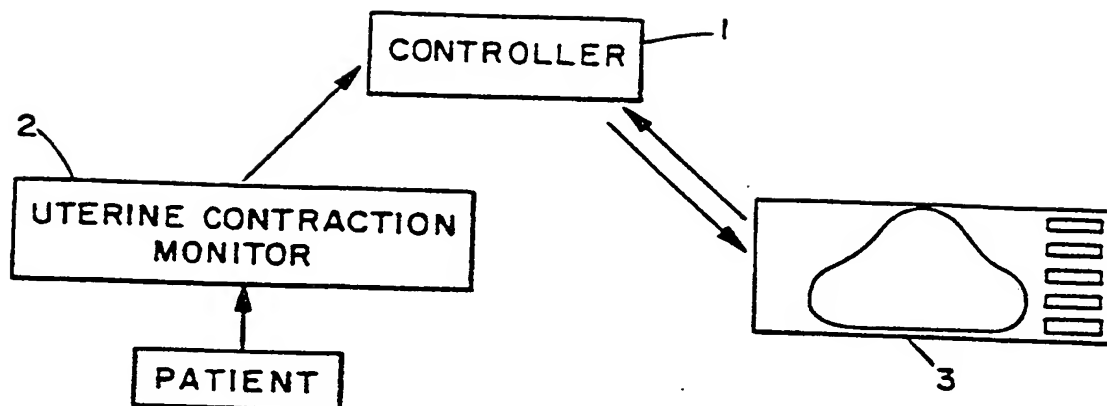 CONTROLLER
1
2
UTERINE CONTRACTION
MONITOR
PATIENT
3